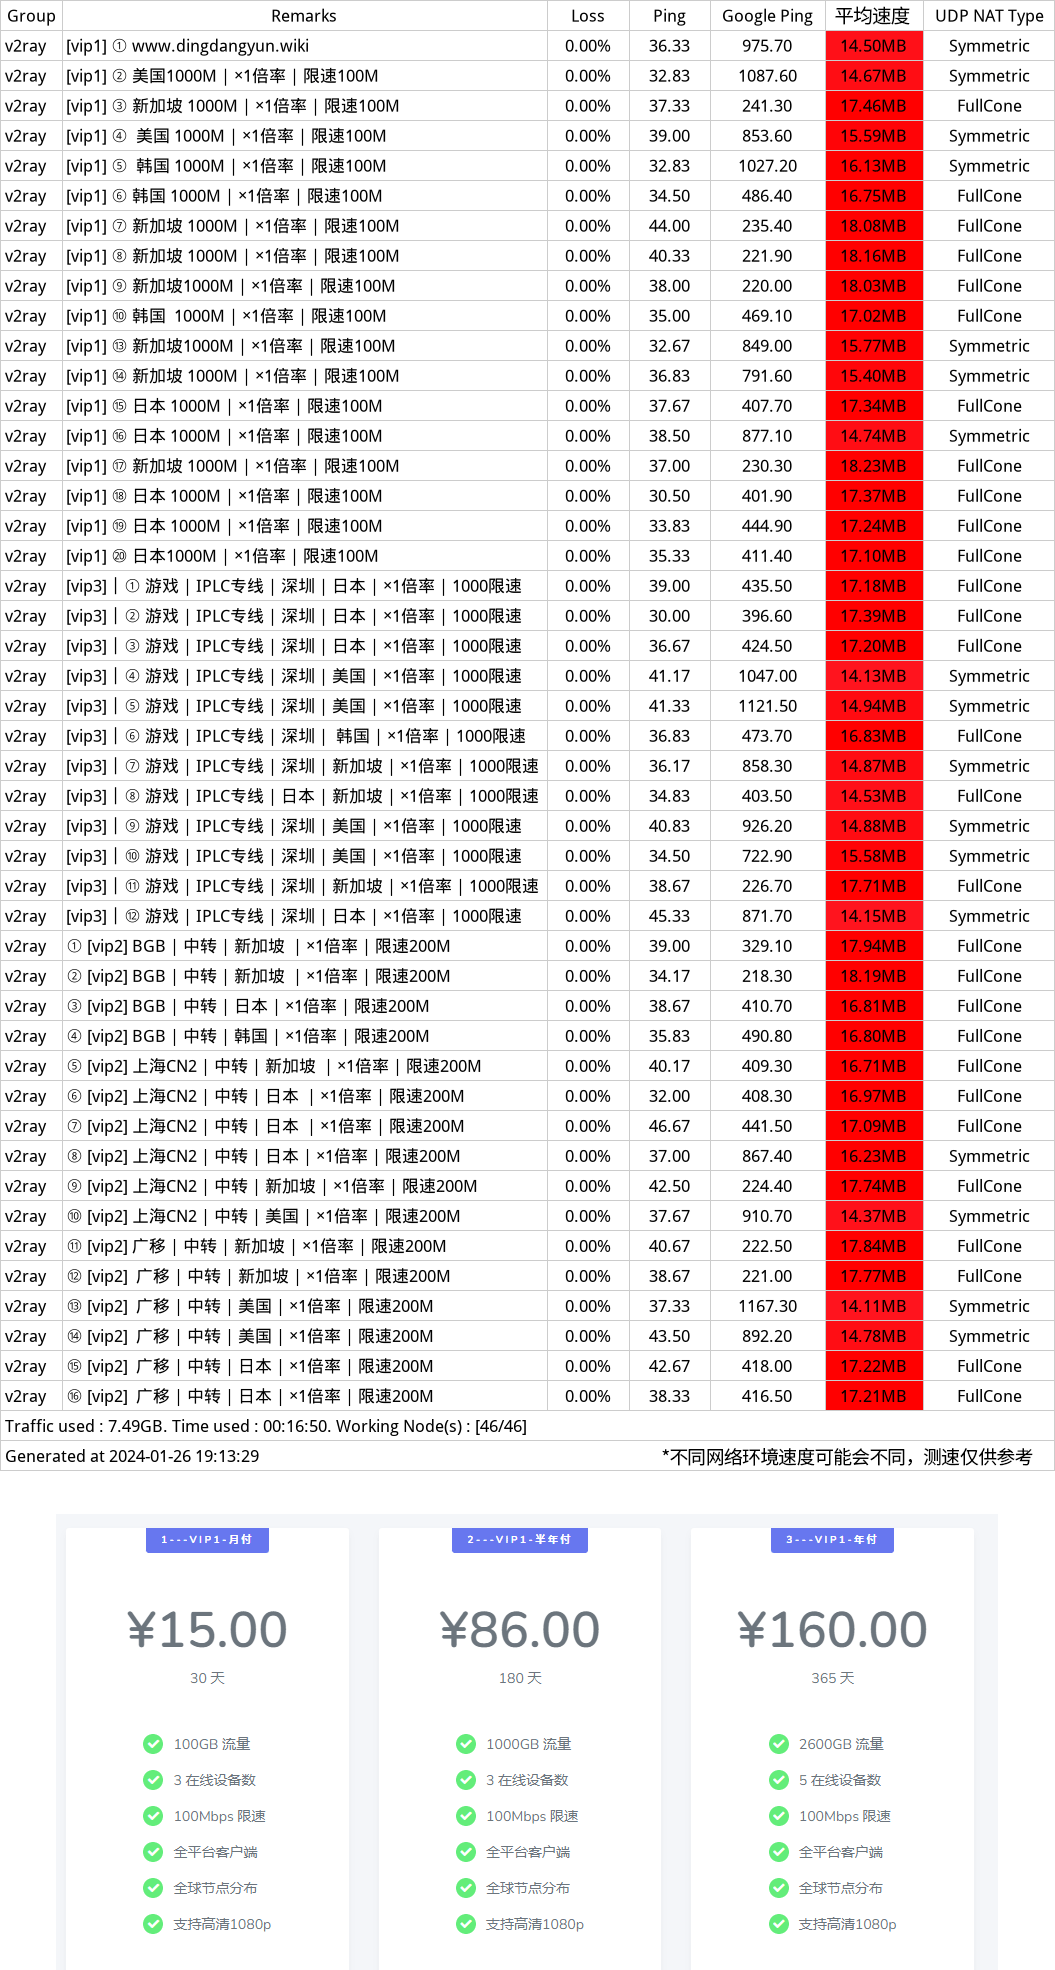 Group Remarks Loss Ping Google Ping 平均速度 UDP NAT Type
v2ray [vip1] ① www.dingdangyun.wiki 0.00% 36.33 975.70 14.50MB Symmetric
v2ray [vip1] ② 美国1000M | ×1倍率 | 限速100M 0.00% 32.83 1087.60 14.67MB Symmetric
v2ray [vip1] ③ 新加坡 1000M | ×1倍率 | 限速100M 0.00% 37.33 241.30 17.46MB FullCone
v2ray [vip1] ④ 美国 1000M | ×1倍率 | 限速100M 0.00% 39.00 853.60 15.59MB Symmetric
v2ray [vip1] ⑤ 韩国 1000M | ×1倍率 | 限速100M 0.00% 32.83 1027.20 16.13MB Symmetric
v2ray [vip1] ⑥ 韩国 1000M | ×1倍率 | 限速100M 0.00% 34.50 486.40 16.75MB FullCone
v2ray [vip1] ⑦ 新加坡 1000M | ×1倍率 | 限速100M 0.00% 44.00 235.40 18.08MB FullCone
v2ray [vip1] ⑧ 新加坡 1000M | ×1倍率 | 限速100M 0.00% 40.33 221.90 18.16MB FullCone
v2ray [vip1] ⑨ 新加坡1000M | ×1倍率 | 限速100M 0.00% 38.00 220.00 18.03MB FullCone
v2ray [vip1] ⑩ 韩国 1000M | ×1倍率 | 限速100M 0.00% 35.00 469.10 17.02MB FullCone
v2ray [vip1] ⑬ 新加坡1000M | ×1倍率 | 限速100M 0.00% 32.67 849.00 15.77MB Symmetric
v2ray [vip1] ⑭ 新加坡 1000M | ×1倍率 | 限速100M 0.00% 36.83 791.60 15.40MB Symmetric
v2ray [vip1] ⑮ 日本 1000M | ×1倍率 | 限速100M 0.00% 37.67 407.70 17.34MB FullCone
v2ray [vip1] ⑯ 日本 1000M | ×1倍率 | 限速100M 0.00% 38.50 877.10 14.74MB Symmetric
v2ray [vip1] ⑰ 新加坡 1000M | ×1倍率 | 限速100M 0.00% 37.00 230.30 18.23MB FullCone
v2ray [vip1] ⑱ 日本 1000M | ×1倍率 | 限速100M 0.00% 30.50 401.90 17.37MB FullCone
v2ray [vip1] ⑲ 日本 1000M | ×1倍率 | 限速100M 0.00% 33.83 444.90 17.24MB FullCone
v2ray [vip1] ⑳ 日本1000M | ×1倍率 | 限速100M 0.00% 35.33 411.40 17.10MB FullCone
v2ray [vip3] | ① 游戏 | IPLC专线 | 深圳 | 日本 | ×1倍率 | 1000限速 0.00% 39.00 435.50 17.18MB FullCone
v2ray [vip3] | ② 游戏 | IPLC专线 | 深圳 | 日本 | ×1倍率 | 1000限速 0.00% 30.00 396.60 17.39MB FullCone
v2ray [vip3] | ③ 游戏 | IPLC专线 | 深圳 | 日本 | ×1倍率 | 1000限速 0.00% 36.67 424.50 17.20MB FullCone
v2ray [vip3] | ④ 游戏 | IPLC专线 | 深圳 | 美国 | ×1倍率 | 1000限速 0.00% 41.17 1047.00 14.13MB Symmetric
v2ray [vip3] | ⑤ 游戏 | IPLC专线 | 深圳 | 美国 | ×1倍率 | 1000限速 0.00% 41.33 1121.50 14.94MB Symmetric
v2ray [vip3] | ⑥ 游戏 | IPLC专线 | 深圳 | 韩国 | ×1倍率 | 1000限速 0.00% 36.83 473.70 16.83MB FullCone
v2ray [vip3] | ⑦ 游戏 | IPLC专线 | 深圳 | 新加坡 | ×1倍率 | 1000限速 0.00% 36.17 858.30 14.87MB Symmetric
v2ray [vip3] | ⑧ 游戏 | IPLC专线 | 日本 | 新加坡 | ×1倍率 | 1000限速 0.00% 34.83 403.50 14.53MB FullCone
v2ray [vip3] | ⑨ 游戏 | IPLC专线 | 深圳 | 美国 | ×1倍率 | 1000限速 0.00% 40.83 926.20 14.88MB Symmetric
v2ray [vip3] | ⑩ 游戏 | IPLC专线 | 深圳 | 美国 | ×1倍率 | 1000限速 0.00% 34.50 722.90 15.58MB Symmetric
v2ray [vip3] | ⑪ 游戏 | IPLC专线 | 深圳 | 新加坡 | ×1倍率 | 1000限速 0.00% 38.67 226.70 17.71MB FullCone
v2ray [vip3] | ⑫ 游戏 | IPLC专线 | 深圳 | 日本 | ×1倍率 | 1000限速 0.00% 45.33 871.70 14.15MB Symmetric
v2ray ① [vip2] BGB | 中转 | 新加坡 | ×1倍率 | 限速200M 0.00% 39.00 329.10 17.94MB FullCone
v2ray ② [vip2] BGB | 中转 | 新加坡 | ×1倍率 | 限速200M 0.00% 34.17 218.30 18.19MB FullCone
v2ray ③ [vip2] BGB | 中转 | 日本 | ×1倍率 | 限速200M 0.00% 38.67 410.70 16.81MB FullCone
v2ray ④ [vip2] BGB | 中转 | 韩国 | ×1倍率 | 限速200M 0.00% 35.83 490.80 16.80MB FullCone
v2ray ⑤ [vip2] 上海CN2 | 中转 | 新加坡 | ×1倍率 | 限速200M 0.00% 40.17 409.30 16.71MB FullCone
v2ray ⑥ [vip2] 上海CN2 | 中转 | 日本 | ×1倍率 | 限速200M 0.00% 32.00 408.30 16.97MB FullCone
v2ray ⑦ [vip2] 上海CN2 | 中转 | 日本 | ×1倍率 | 限速200M 0.00% 46.67 441.50 17.09MB FullCone
v2ray ⑧ [vip2] 上海CN2 | 中转 | 日本 | ×1倍率 | 限速200M 0.00% 37.00 867.40 16.23MB Symmetric
v2ray ⑨ [vip2] 上海CN2 | 中转 | 新加坡 | ×1倍率 | 限速200M 0.00% 42.50 224.40 17.74MB FullCone
v2ray ⑩ [vip2] 上海CN2 | 中转 | 美国 | ×1倍率 | 限速200M 0.00% 37.67 910.70 14.37MB Symmetric
v2ray ⑪ [vip2] 广移 | 中转 | 新加坡 | ×1倍率 | 限速200M 0.00% 40.67 222.50 17.84MB FullCone
v2ray ⑫ [vip2] 广移 | 中转 | 新加坡 | ×1倍率 | 限速200M 0.00% 38.67 221.00 17.77MB FullCone
v2ray ⑬ [vip2] 广移 | 中转 | 美国 | ×1倍率 | 限速200M 0.00% 37.33 1167.30 14.11MB Symmetric
v2ray ⑭ [vip2] 广移 | 中转 | 美国 | ×1倍率 | 限速200M 0.00% 43.50 892.20 14.78MB Symmetric
v2ray ⑮ [vip2] 广移 | 中转 | 日本 | ×1倍率 | 限速200M 0.00% 42.67 418.00 17.22MB FullCone
v2ray ⑯ [vip2] 广移 | 中转 | 日本 | ×1倍率 | 限速200M 0.00% 38.33 416.50 17.21MB FullCone
Traffic used : 7.49GB. Time used : 00:16:50. Working Node(s) : [46/46]
Generated at 2024-01-26 19:13:29 *不同网络环境速度可能会不同，测速仅供参考
1---VIP1-月付
¥15.00
30 天
100GB 流量
3 在线设备数
100Mbps 限速
全平台客户端
全球节点分布
支持高清1080p
2---VIP1-半年付
¥86.00
180 天
1000GB 流量
3 在线设备数
100Mbps 限速
全平台客户端
全球节点分布
支持高清1080p
3---VIP1-年付
¥160.00
365 天
2600GB 流量
5 在线设备数
100Mbps 限速
全平台客户端
全球节点分布
支持高清1080p